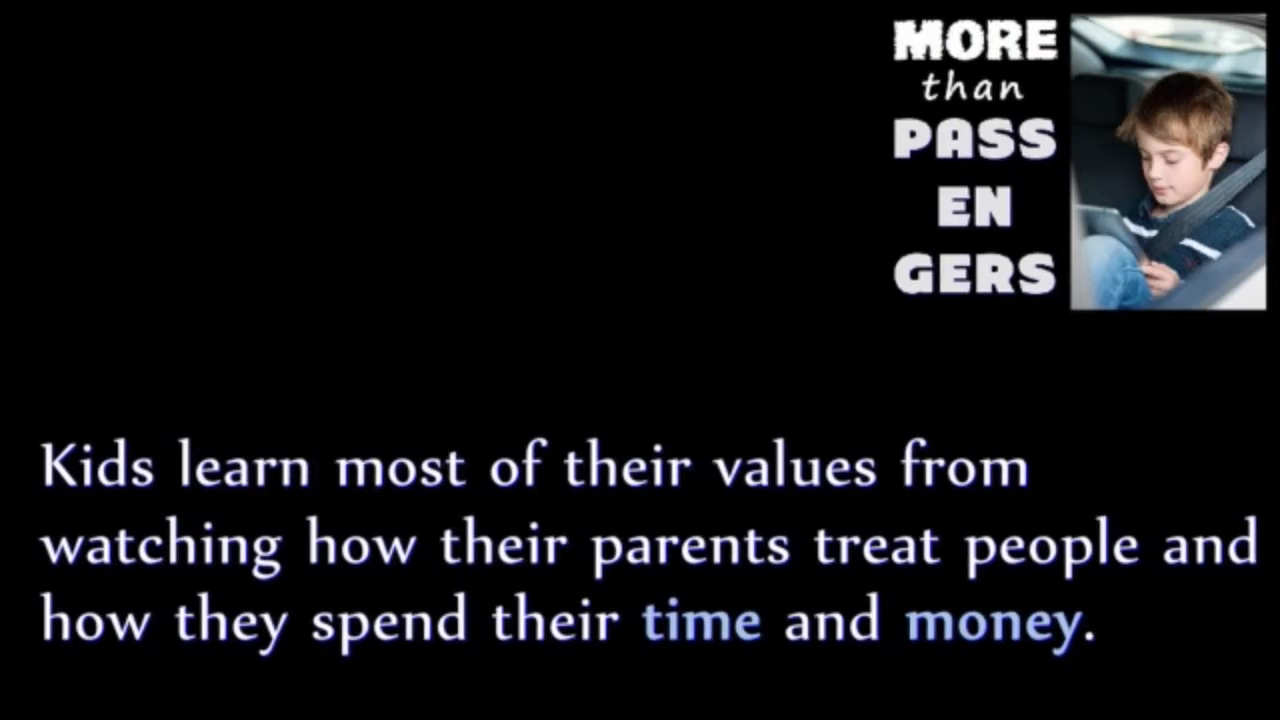 MORE
than
PASS
EN
GERS
Kids learn most of their values from
watching how their parents treat people and
how they spend their time and money.